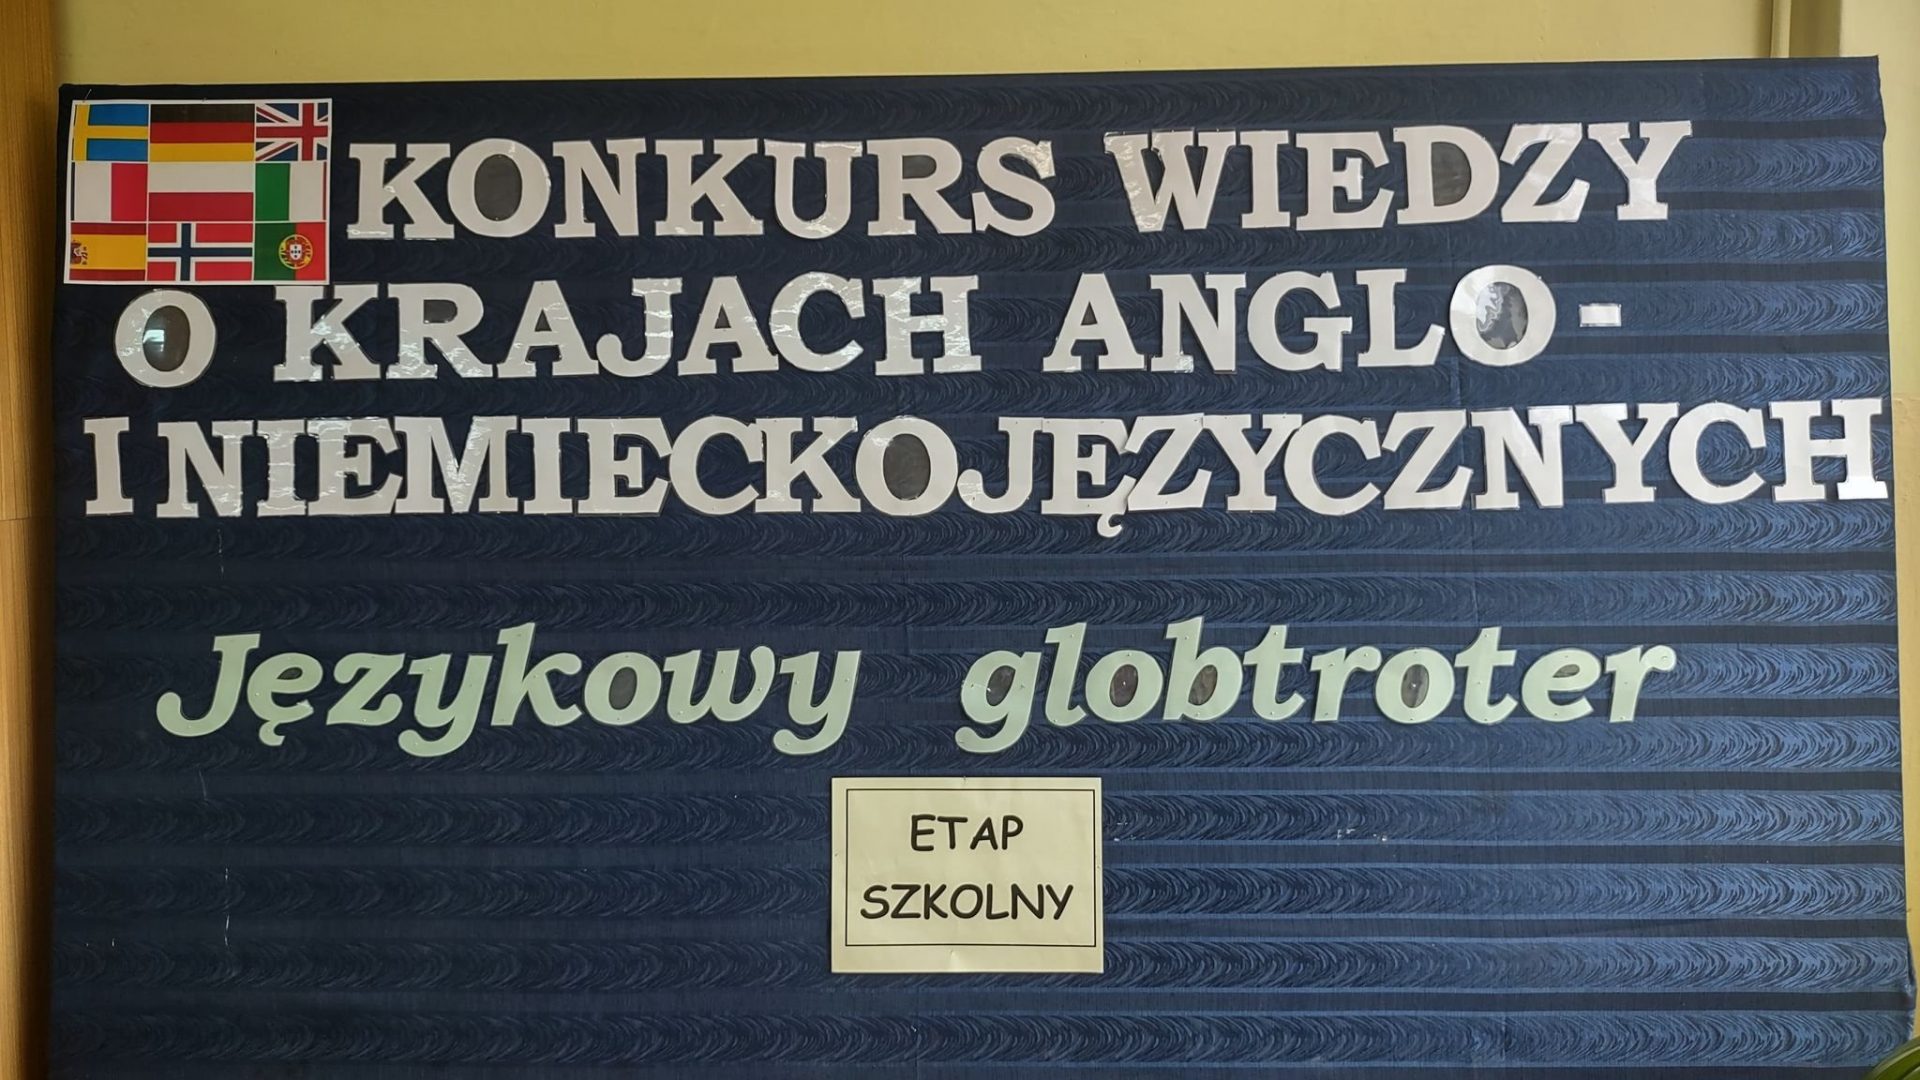 KONKURS WIEDZY
O KRAJACH ANGLO-
I NIEMIECKOJĘZYCZNYCH
Językowy globtroter
ETAP
SZKOLNY